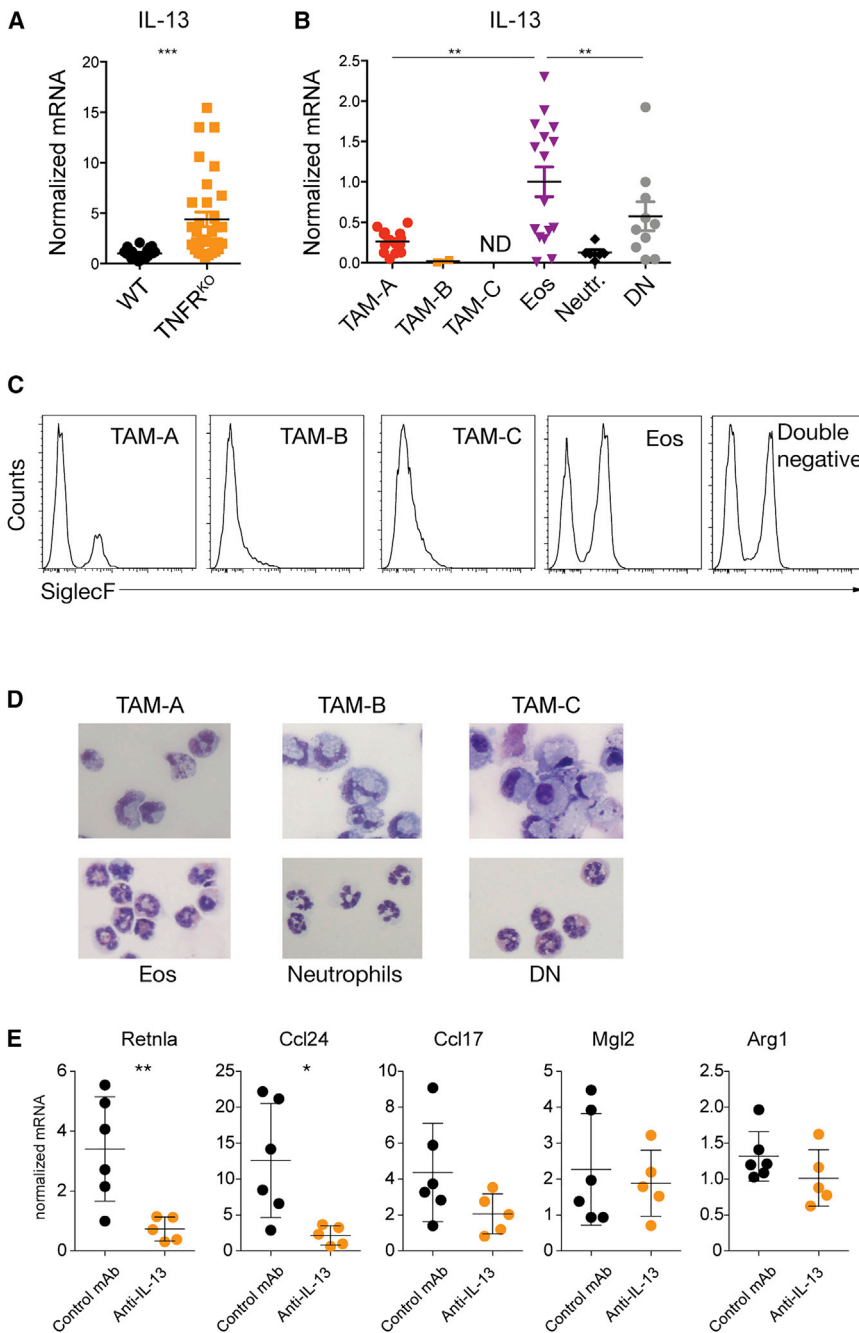 A
IL-13
***
Normalized mRNA
20
15
10
5
0
WT
TNFRᴷᴼ
B
IL-13
**
**
Normalized mRNA
2.5
2.0
1.5
1.0
0.5
0.0
ND
TAM-A
TAM-B
TAM-C
Eos
Neutr.
DN
C
Counts
TAM-A
TAM-B
TAM-C
Eos
Double
negative
SiglecF
D
TAM-A
TAM-B
TAM-C
Eos
Neutrophils
DN
E
normalized mRNA
Retnla
**
6
4
2
0
Control mAb
Anti-IL-13
Ccl24
*
25
20
15
10
5
0
Control mAb
Anti-IL-13
Ccl17
10
8
6
4
2
0
Control mAb
Anti-IL-13
Mgl2
5
4
3
2
1
0
Control mAb
Anti-IL-13
Arg1
2.5
2.0
1.5
1.0
0.5
0.0
Control mAb
Anti-IL-13